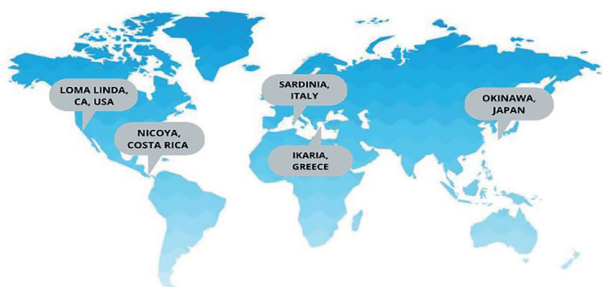 LOMA LINDA,
CA, USA
NICOYA,
COSTA RICA
SARDINIA,
ITALY
IKARIA,
GREECE
OKINAWA,
JAPAN